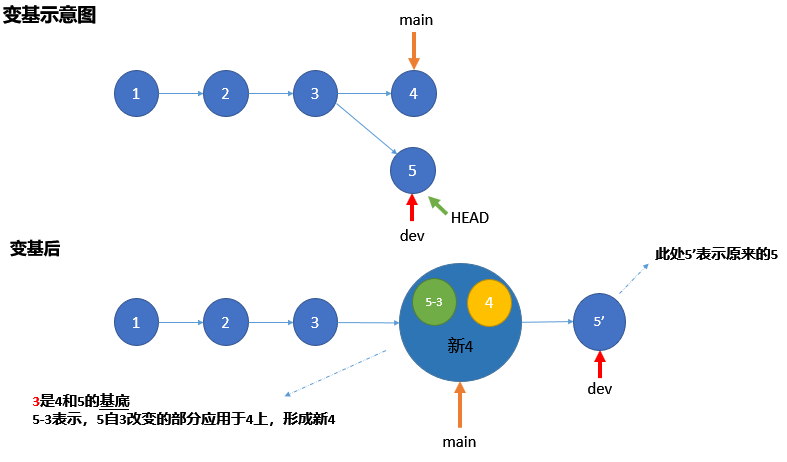 变基示意图
main
1
2
3
4
5
HEAD
dev
变基后
此处5’表示原来的5
1
2
3
5-3
4
新4
5’
dev
3是4和5的基底
5-3表示，5自3改变的部分应用于4上，形成新4
main